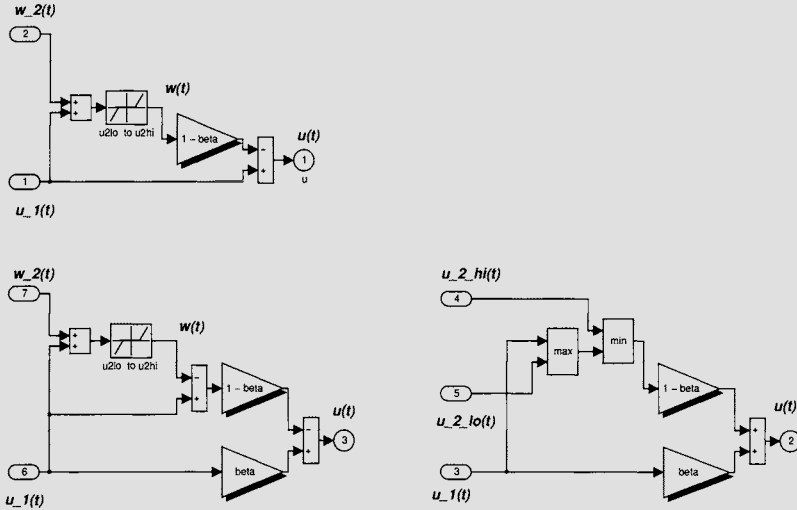 w_2(t)
2
+
+
u2lo to u2hi
w(t)
1 - beta
-
+
u(t)
1
u
1
u_1(t)
w_2(t)
7
+
+
u2lo to u2hi
w(t)
-
+
1 - beta
-
+
u(t)
3
6
beta
u_1(t)
u_2_hi(t)
4
max
min
5
u_2_lo(t)
1 - beta
+
+
u(t)
2
3
beta
u_1(t)